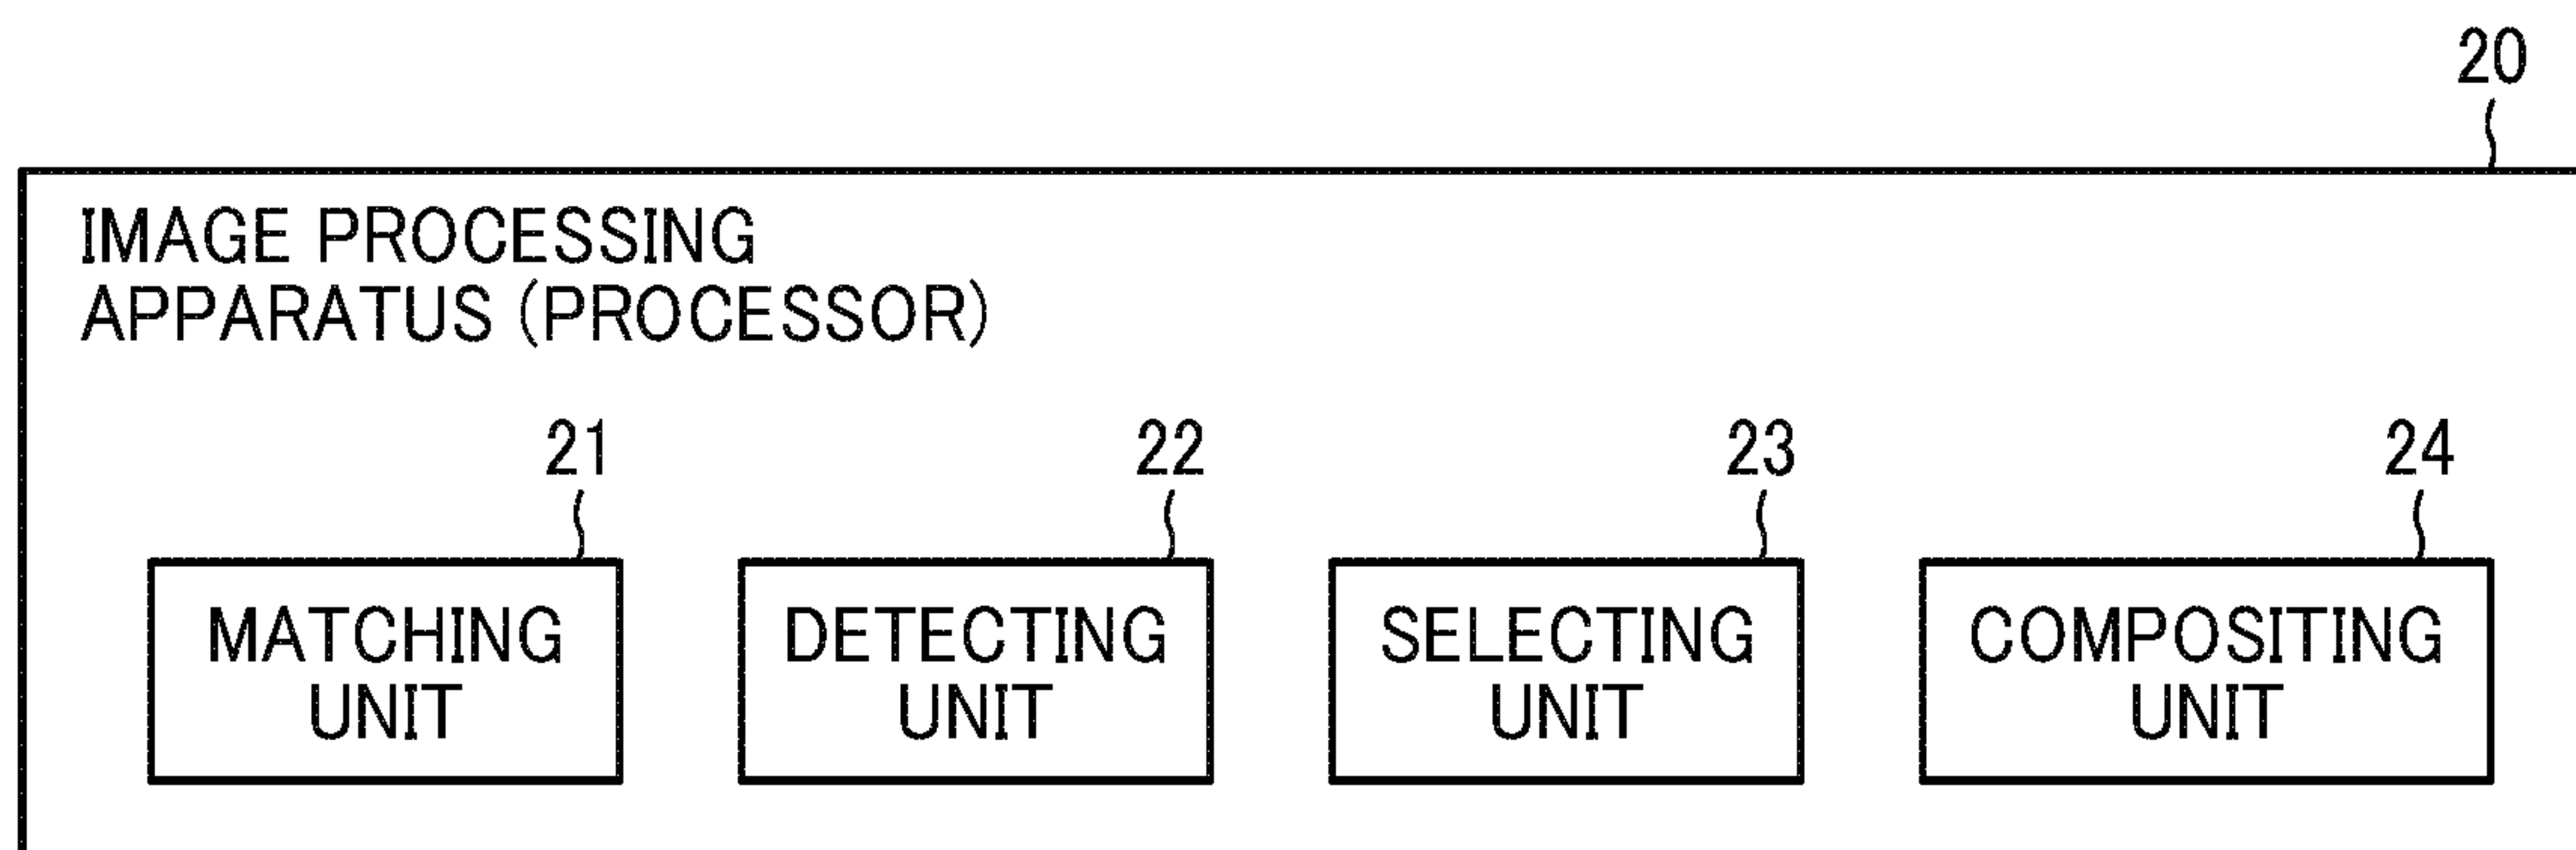 20
IMAGE PROCESSING
APPARATUS (PROCESSOR)
21
22
23
24
MATCHING
UNIT
DETECTING
UNIT
SELECTING
UNIT
COMPOSITING
UNIT